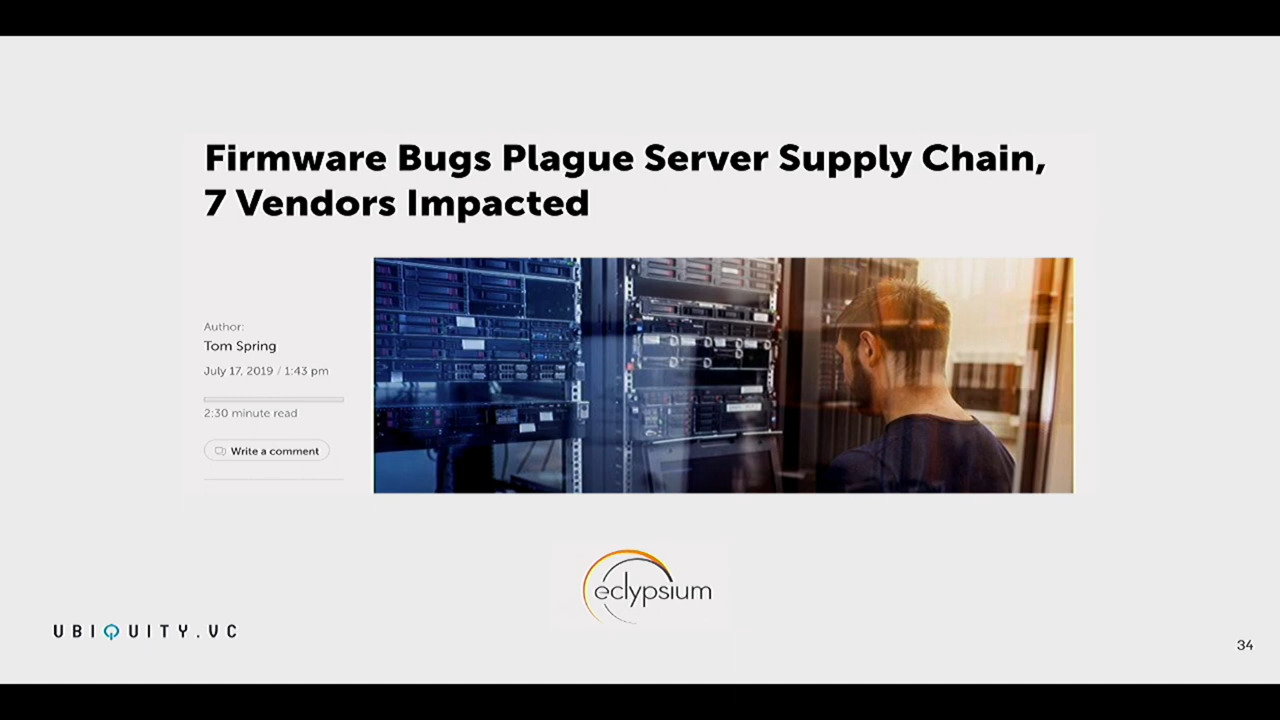 Firmware Bugs Plague Server Supply Chain,
7 Vendors Impacted
Author:
Tom Spring
July 17, 2019 / 1:43 pm
2:30 minute read
Write a comment
eclypsium
UBIQUITY.VC
34